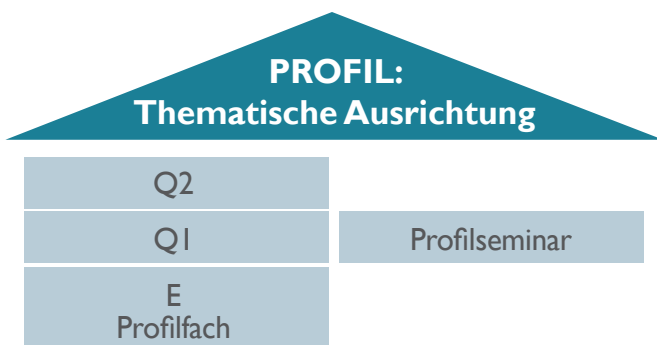 PROFIL:
Thematische Ausrichtung
Q2
Q1 Profilseminar
E
Profilfach